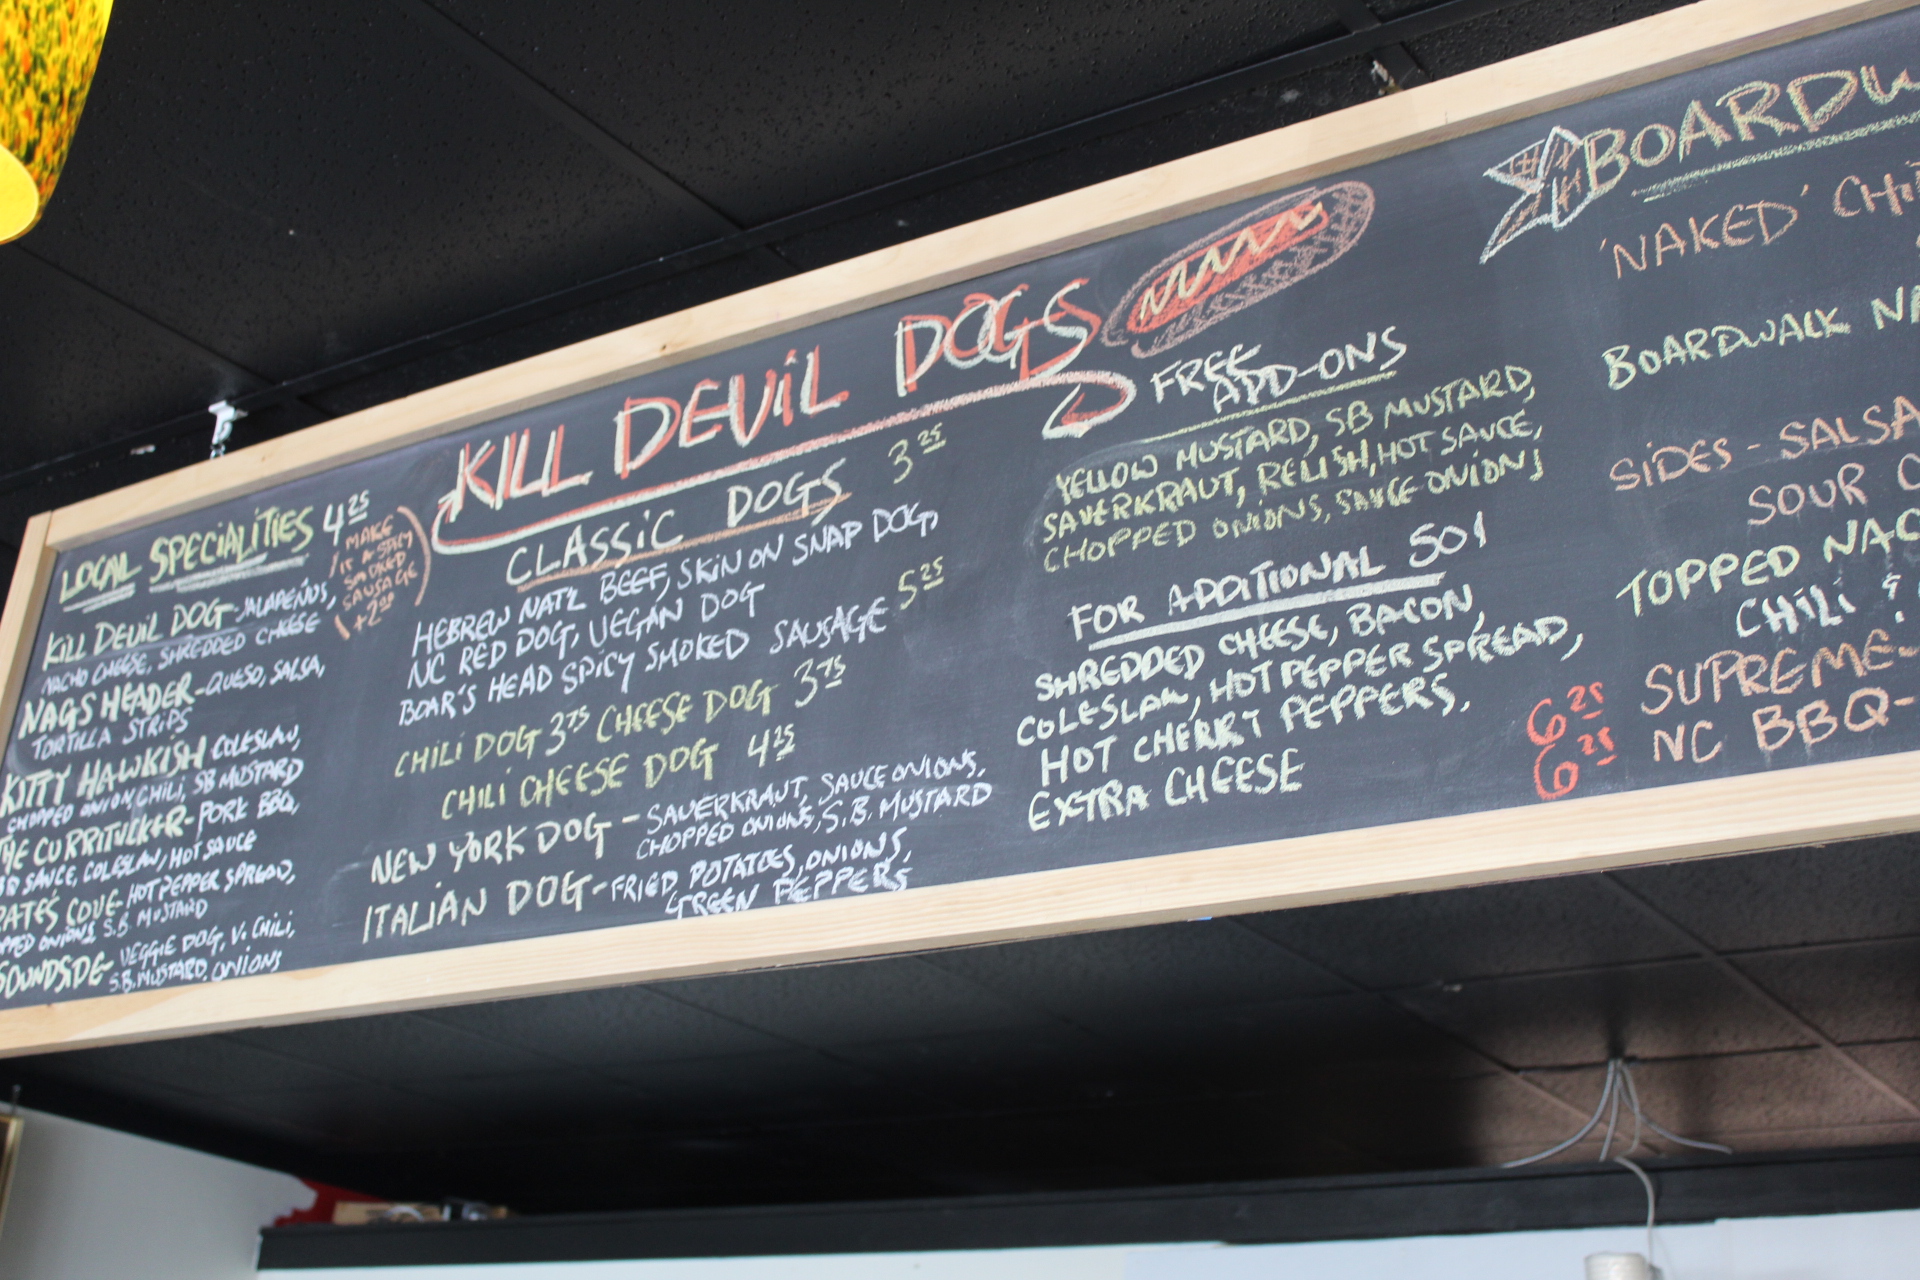 LOCAL SPECIALITIES 4.25
MAKE
IT A
SMOKED
SAUSAGE
+2.00
KILL DEVIL DOG - JALAPEÑOS,
NACHO CHEESE, SHREDDED CHEESE
NAGS HEADER - QUESO, SALSA,
TORTILLA STRIPS
KITTY HAWKISH COLESLAW,
CHOPPED ONION, CHILI, SB MUSTARD
THE CURRITUCKER - PORK BBQ,
SAUCE, COLESLAW, HOT SAUCE
COVE - HOT PEPPER SPREAD,
ONIONS S.B. MUSTARD
SOUNDSIDE - VEGGIE DOG, V. CHILI,
S.B. MUSTARD, ONIONS
KILL DEVIL DOGS
CLASSIC DOGS 3.25
HEBREW NAT'L BEEF, SKIN ON SNAP DOG,
NC RED DOG, VEGAN DOG
BOAR'S HEAD SPICY SMOKED SAUSAGE 5.25
CHILI DOG 3.75 CHEESE DOG 3.75
CHILI CHEESE DOG 4.25
NEW YORK DOG - SAUERKRAUT, SAUCE ONIONS,
CHOPPED ONIONS, S.B. MUSTARD
ITALIAN DOG - FRIED POTATOES, ONIONS,
GREEN PEPPERS
FREE
ADD-ONS
YELLOW MUSTARD, SB MUSTARD,
SAUERKRAUT, RELISH, HOT SAUCE,
CHOPPED ONIONS, SAUCE ONIONS
FOR ADDITIONAL 50¢
SHREDDED CHEESE, BACON,
COLESLAW, HOT PEPPER SPREAD,
HOT CHERRY PEPPERS,
EXTRA CHEESE
BOARDW
'NAKED' CHI
BOARDWALK NA
SIDES - SALSA
SOUR C
TOPPED NAC
CHILI &
6.25 SUPREME -
6.25 NC BBQ -